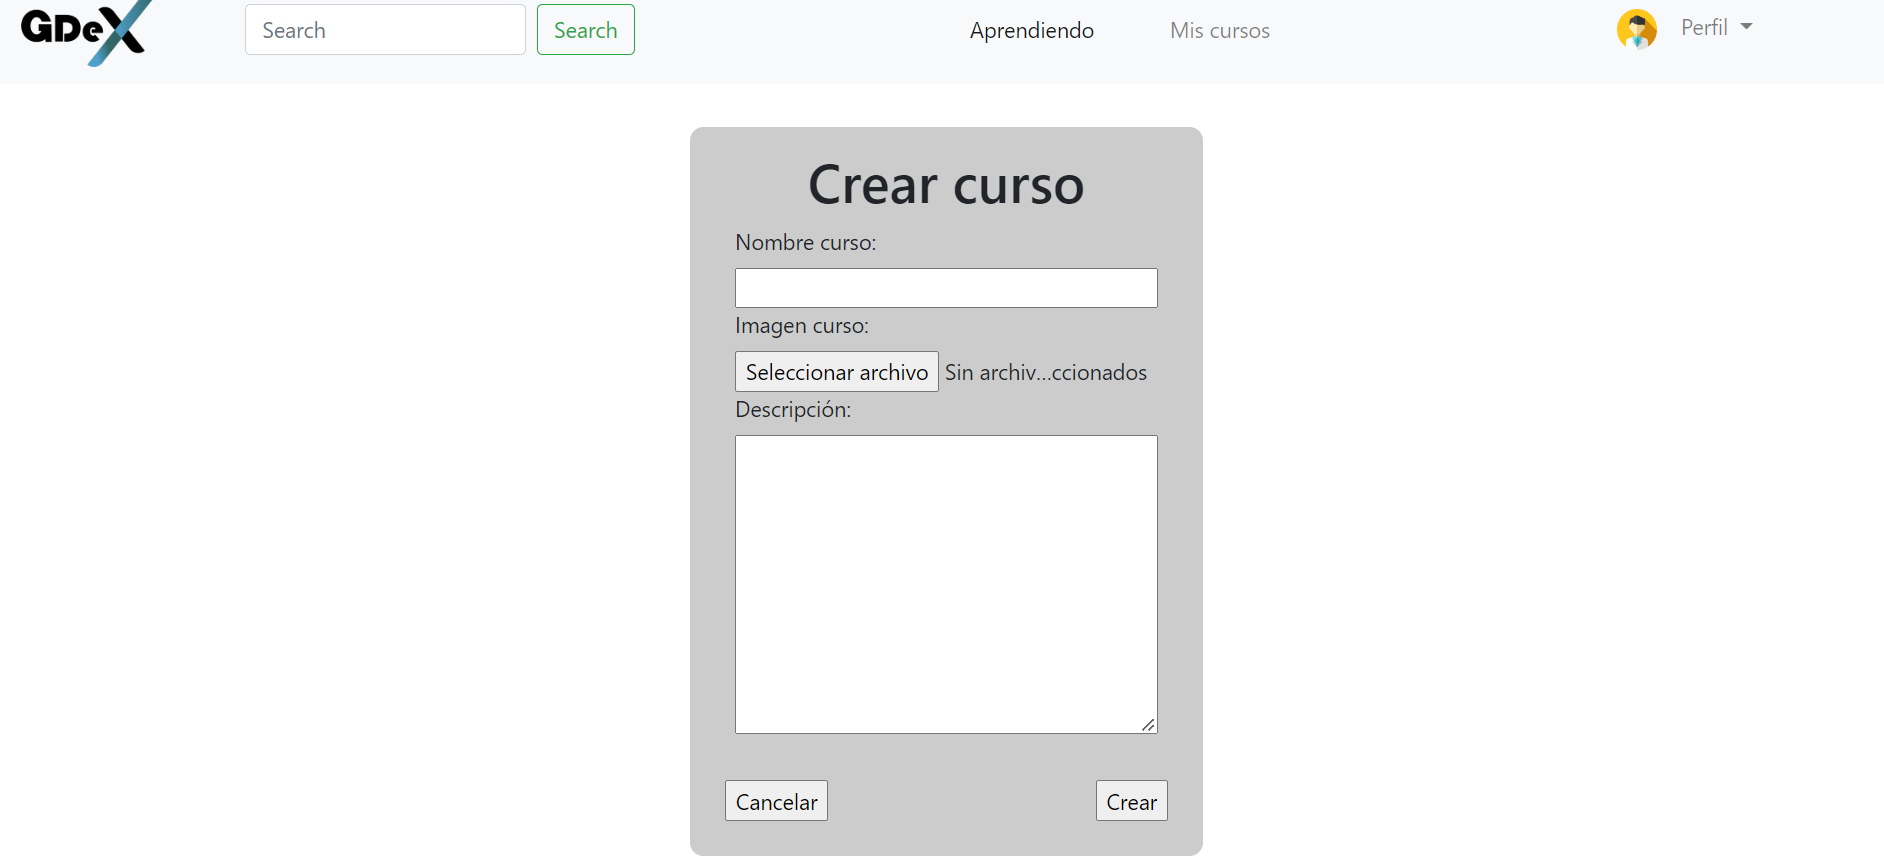 GDeX Search Search Aprendiendo Mis cursos Perfil
Crear curso
Nombre curso:
Imagen curso:
Seleccionar archivo Sin archiv...ccionados
Descripción:
Cancelar Crear